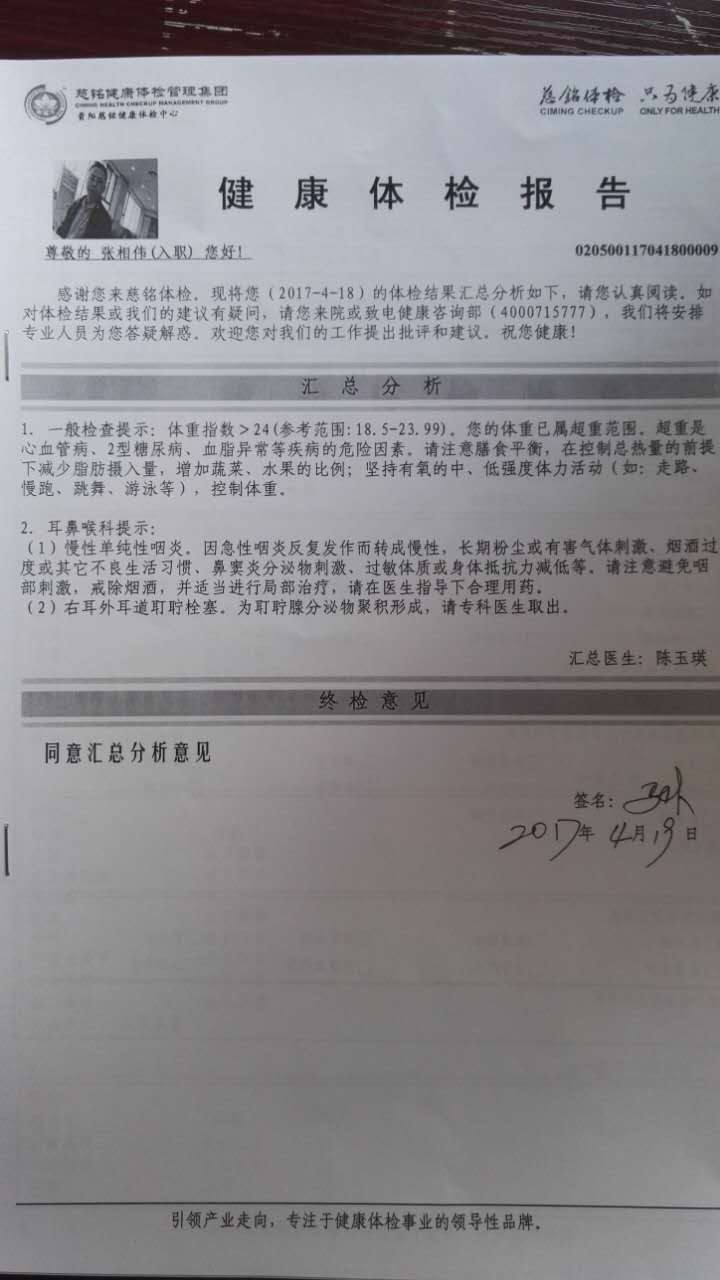 慈铭健康体检管理集团
CIMING HEALTH CHECKUP MANAGEMENT GROUP
贵阳慈铭健康体检中心
慈铭体检 只为健康
CIMING CHECKUP ONLY FOR HEALTH
健康体检报告
尊敬的 张相伟(入职) 您好!
020500117041800009
感谢您来慈铭体检。现将您(2017-4-18)的体检结果汇总分析如下,请您认真阅读。如
对体检结果或我们的建议有疑问,请您来院或致电健康咨询部(4000715777),我们将安排
专业人员为您答疑解惑。欢迎您对我们的工作提出批评和建议。祝您健康!
汇总分析
1. 一般检查提示:体重指数>24(参考范围:18.5-23.99)。您的体重已属超重范围。超重是
心血管病、2型糖尿病、血脂异常等疾病的危险因素。请注意膳食平衡,在控制总热量的前提
下减少脂肪摄入量,增加蔬菜、水果的比例;坚持有氧的中、低强度体力活动(如:走路、
慢跑、跳舞、游泳等),控制体重。
2. 耳鼻喉科提示:
(1)慢性单纯性咽炎。因急性咽炎反复发作而转成慢性,长期粉尘或有害气体刺激、烟酒过
度或其它不良生活习惯、鼻窦炎分泌物刺激、过敏体质或身体抵抗力减低等。请注意避免咽
部刺激,戒除烟酒,并适当进行局部治疗,请在医生指导下合理用药。
(2)右耳外耳道耵聍栓塞。为耵聍腺分泌物聚积形成,请专科医生取出。
汇总医生:陈玉瑛
终检意见
同意汇总分析意见
签名:
2017年 4月19日
引领产业走向,专注于健康体检事业的领导性品牌。